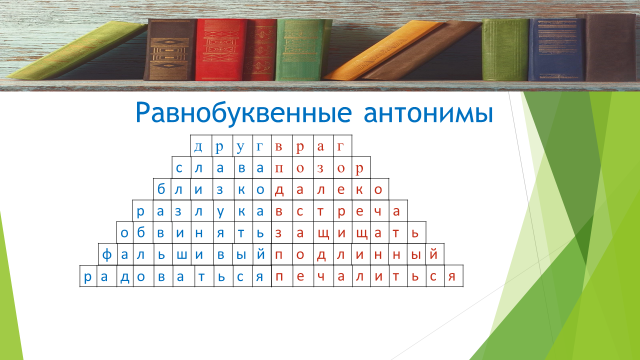 Равнобуквенные антонимы
друг враг
слава позор
близко далеко
разлука встреча
обвинять защищать
фальшивый подлинный
радоваться печалиться